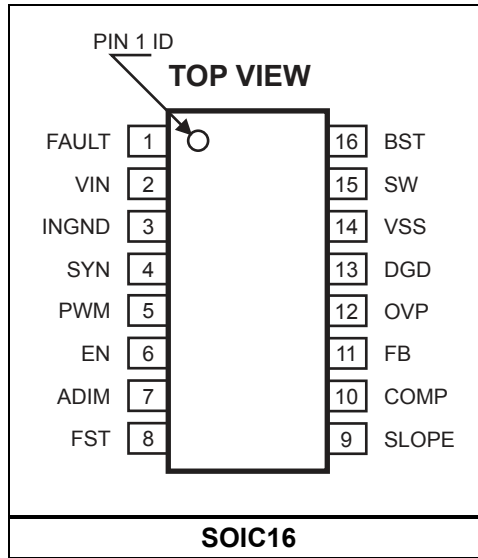 PIN 1 ID
TOP VIEW
FAULT 1 16 BST
VIN 2 15 SW
INGND 3 14 VSS
SYN 4 13 DGD
PWM 5 12 OVP
EN 6 11 FB
ADIM 7 10 COMP
FST 8 9 SLOPE
SOIC16